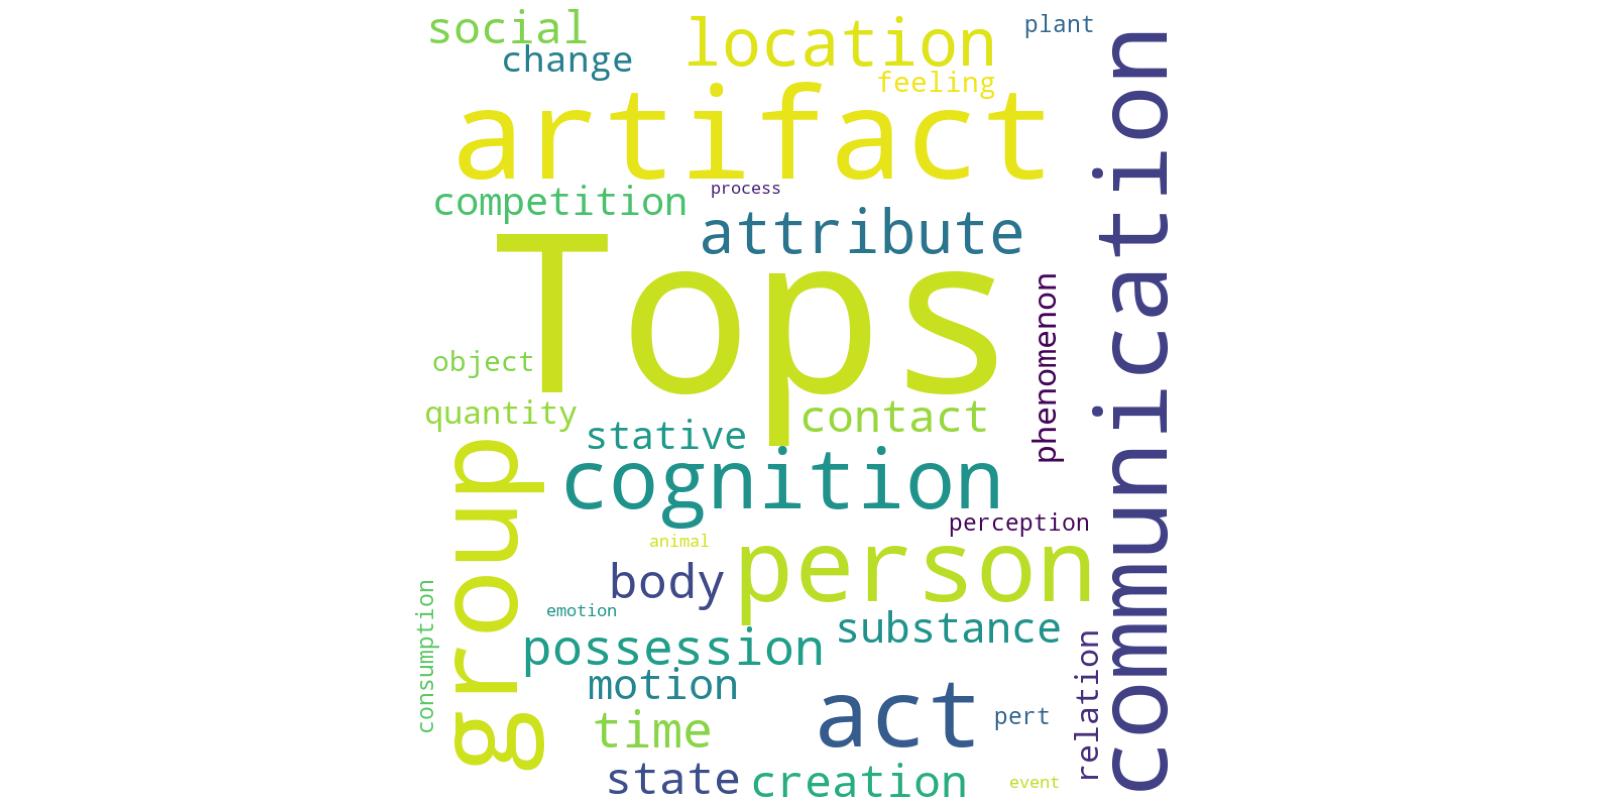 social
location
plant
change
feeling
artifact
communication
competition
process
attribute
Tops
phenomenon
object
quantity
contact
stative
group
cognition
perception
animal
person
body
consumption
emotion
substance
possession
relation
motion
act
time
pert
state
creation
event